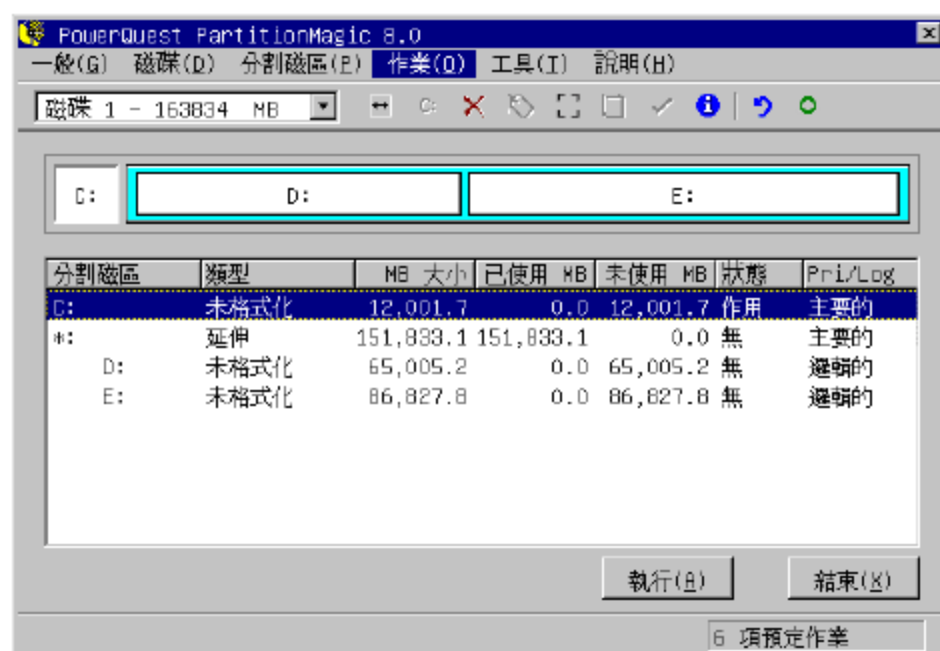 PowerQuest PartitionMagic 8.0
一般(G) 磁碟(D) 分割磁區(P) 作業(O) 工具(T) 說明(H)
磁碟 1 - 163834 MB
C:
C: D: E:
分割磁區 類型 MB 大小 已使用 MB 未使用 MB 狀態 Pri/Log
C: 未格式化 12,001.7 0.0 12,001.7 作用 主要的
*: 延伸 151,833.1 151,833.1 0.0 無 主要的
D: 未格式化 65,005.2 0.0 65,005.2 無 邏輯的
E: 未格式化 86,827.8 0.0 86,827.8 無 邏輯的
執行(A) 結束(X)
6 項預定作業